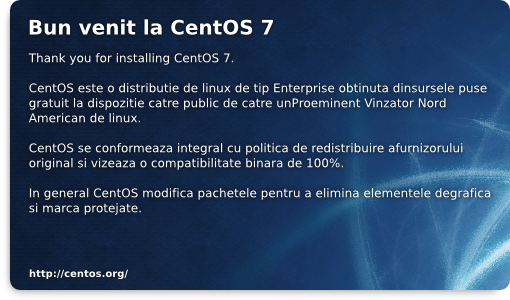 Bun venit la CentOS 7
Thank you for installing CentOS 7.
CentOS este o distributie de linux de tip Enterprise obtinuta dinsursele puse
gratuit la dispozitie catre public de catre unProeminent Vinzator Nord
American de linux.
CentOS se conformeaza integral cu politica de redistribuire afurnizorului
original si vizeaza o compatibilitate binara de 100%.
In general CentOS modifica pachetele pentru a elimina elementele degrafica
si marca protejate.
http://centos.org/